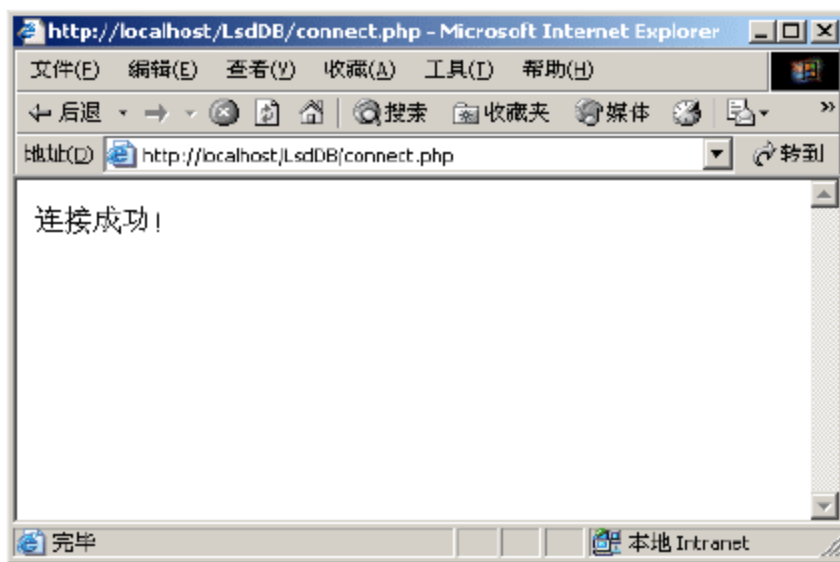 http://localhost/LsdDB/connect.php - Microsoft Internet Explorer
文件(F) 编辑(E) 查看(V) 收藏(A) 工具(T) 帮助(H)
后退 搜索 收藏夹 媒体 »
地址(D) http://localhost/LsdDB/connect.php 转到
连接成功!
完毕 本地 Intranet